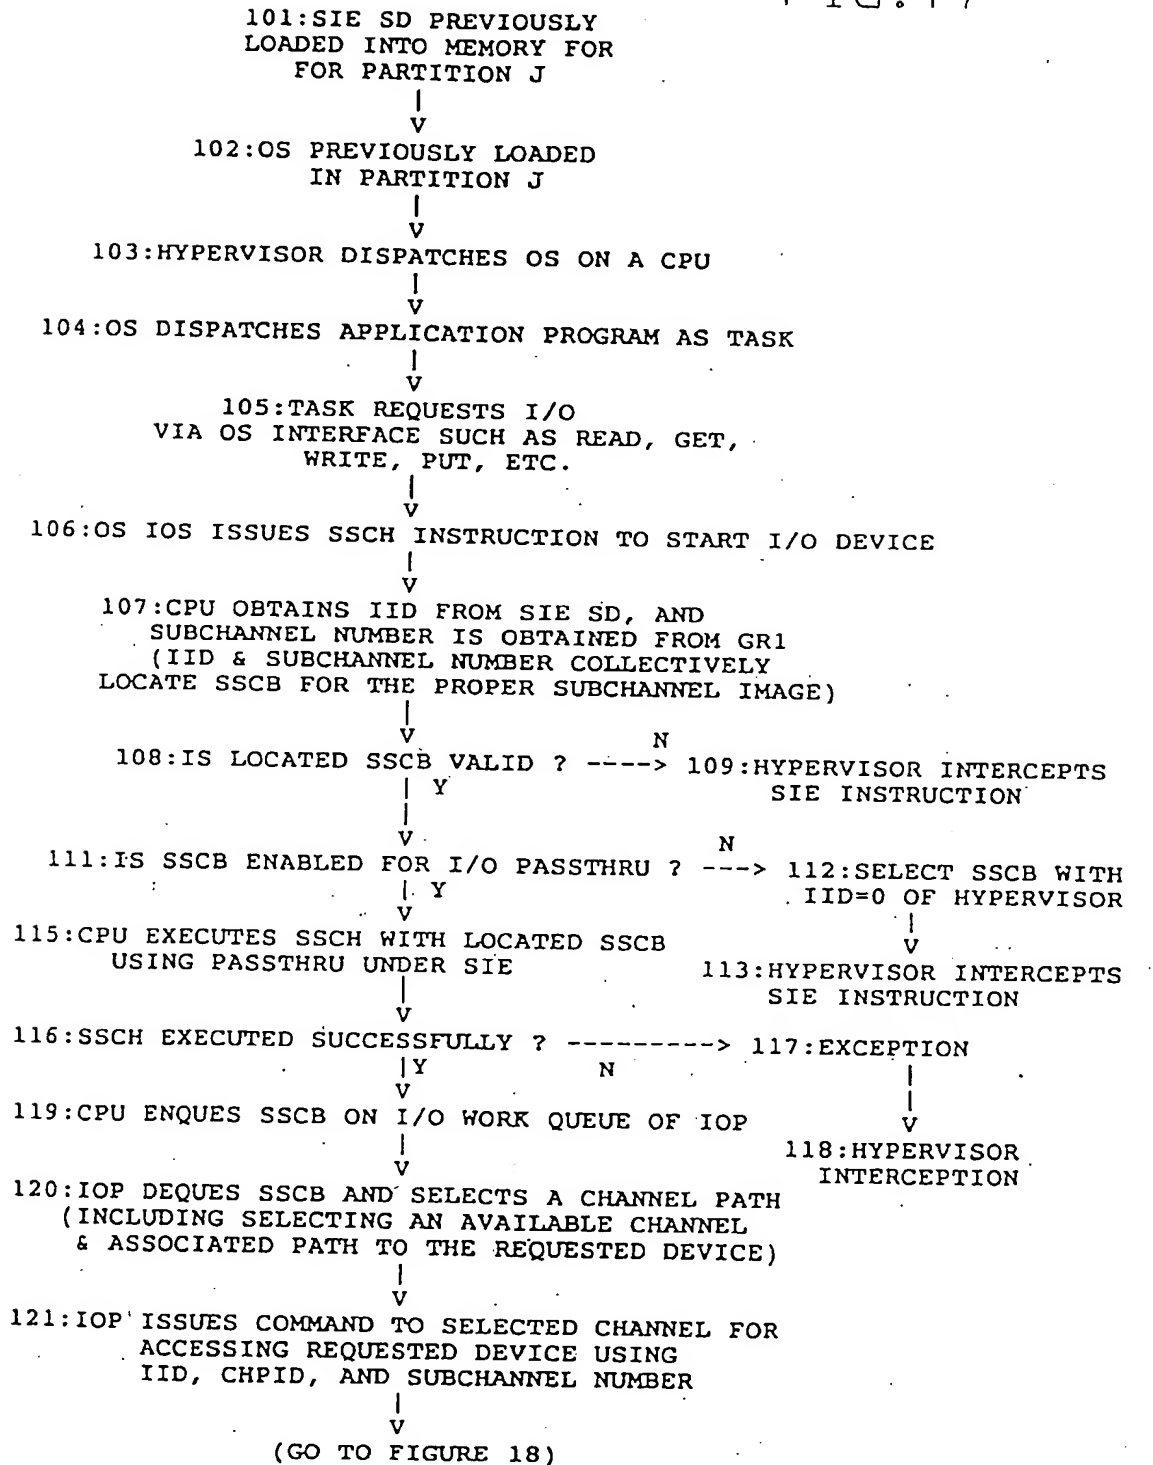 FIG. 17
101:SIE SD PREVIOUSLY
LOADED INTO MEMORY FOR
FOR PARTITION J
|
V
102:OS PREVIOUSLY LOADED
IN PARTITION J
|
V
103:HYPERVISOR DISPATCHES OS ON A CPU
|
V
104:OS DISPATCHES APPLICATION PROGRAM AS TASK
|
V
105:TASK REQUESTS I/O
VIA OS INTERFACE SUCH AS READ, GET,
WRITE, PUT, ETC.
|
V
106:OS IOS ISSUES SSCH INSTRUCTION TO START I/O DEVICE
|
V
107:CPU OBTAINS IID FROM SIE SD, AND
SUBCHANNEL NUMBER IS OBTAINED FROM GR1
(IID & SUBCHANNEL NUMBER COLLECTIVELY
LOCATE SSCB FOR THE PROPER SUBCHANNEL IMAGE)
|
V
N
108:IS LOCATED SSCB VALID ? ----> 109:HYPERVISOR INTERCEPTS
| Y SIE INSTRUCTION
|
V
N
111:IS SSCB ENABLED FOR I/O PASSTHRU ? ---> 112:SELECT SSCB WITH
| Y IID=0 OF HYPERVISOR
V |
115:CPU EXECUTES SSCH WITH LOCATED SSCB V
USING PASSTHRU UNDER SIE 113:HYPERVISOR INTERCEPTS
| SIE INSTRUCTION
V
116:SSCH EXECUTED SUCCESSFULLY ? ---------> 117:EXCEPTION
|Y N |
V |
119:CPU ENQUES SSCB ON I/O WORK QUEUE OF IOP V
| 118:HYPERVISOR
V INTERCEPTION
120:IOP DEQUES SSCB AND SELECTS A CHANNEL PATH
(INCLUDING SELECTING AN AVAILABLE CHANNEL
& ASSOCIATED PATH TO THE REQUESTED DEVICE)
|
V
121:IOP ISSUES COMMAND TO SELECTED CHANNEL FOR
ACCESSING REQUESTED DEVICE USING
IID, CHPID, AND SUBCHANNEL NUMBER
|
V
(GO TO FIGURE 18)